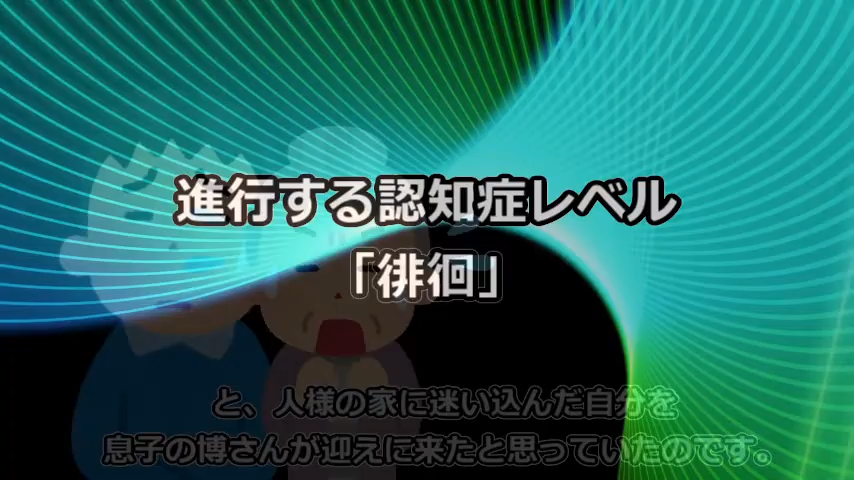 進行する認知症レベル
「徘徊」
と、人様の家に迷い込んだ自分を
息子の博さんが迎えに来たと思っていたのです。